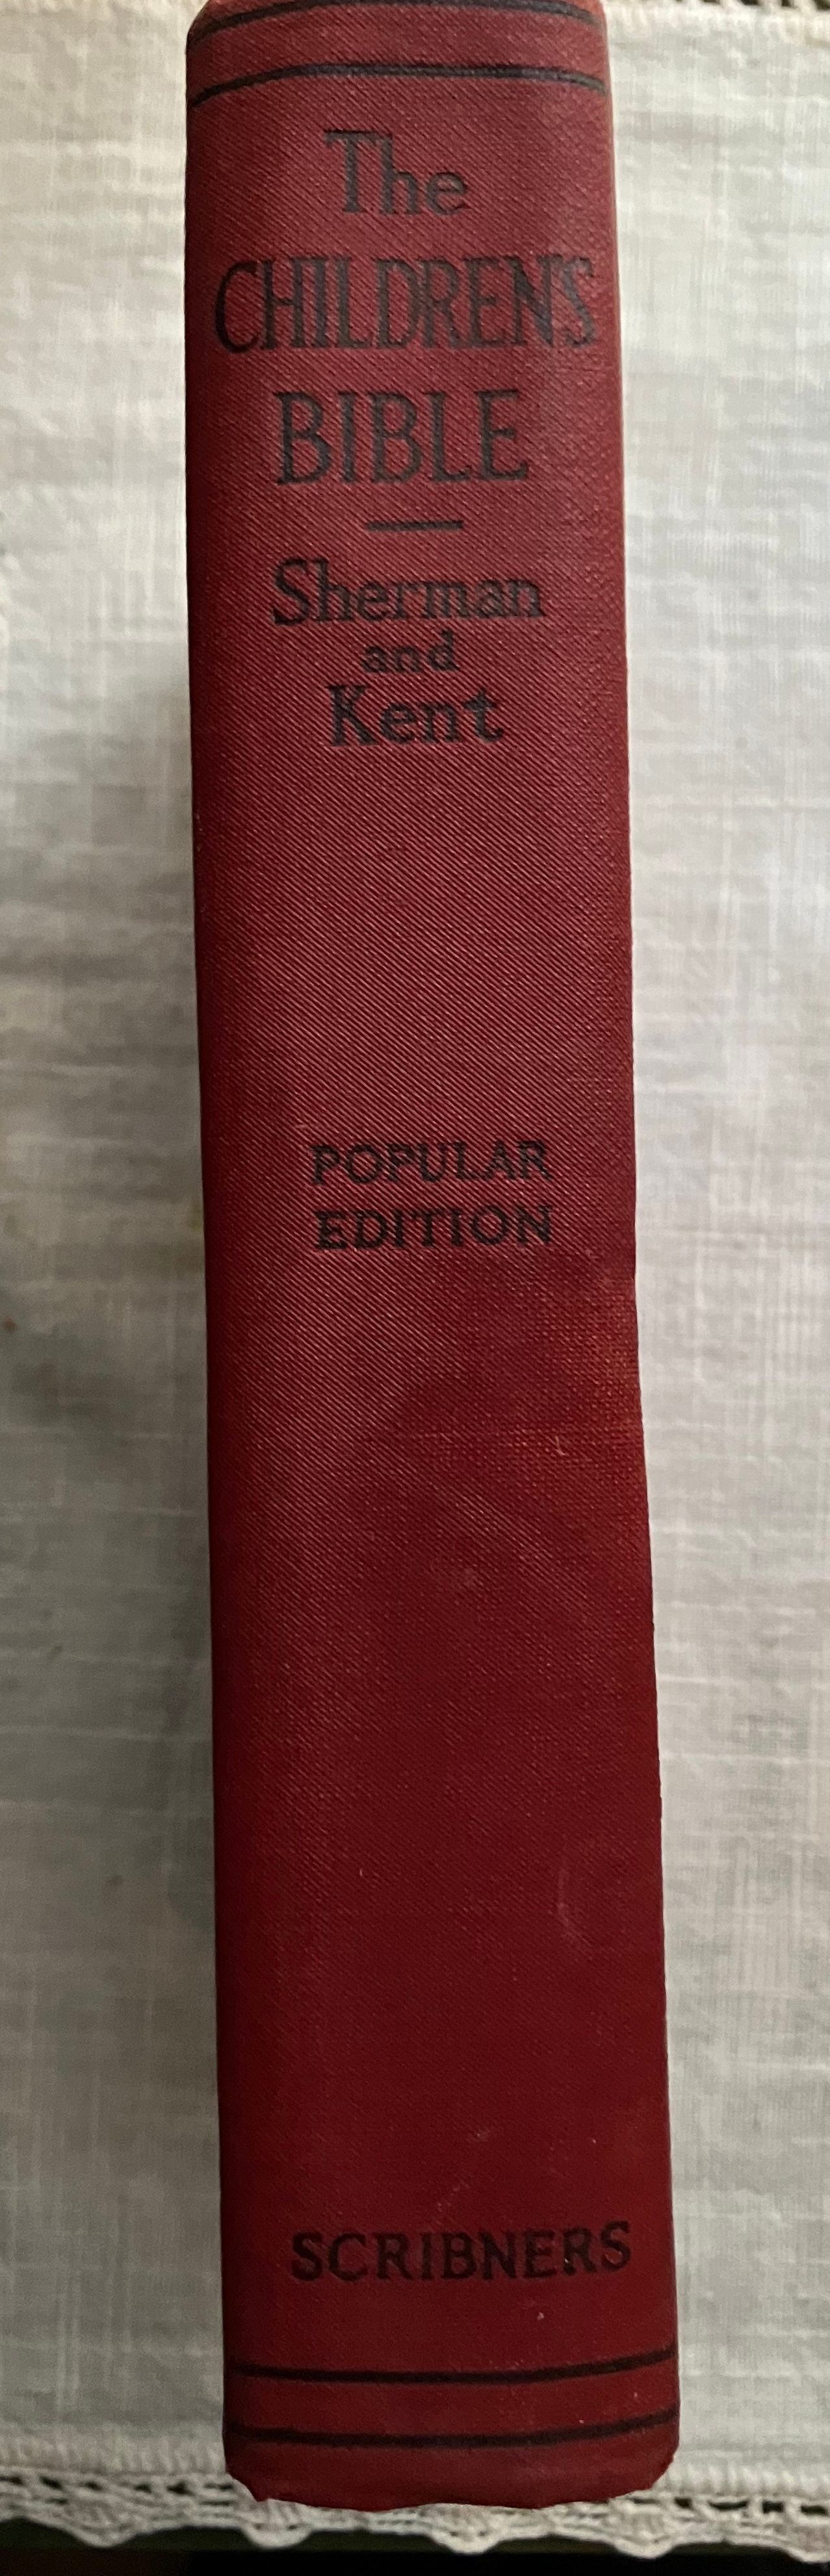 The
CHILDREN'S
BIBLE
Sherman
and
Kent
POPULAR
EDITION
SCRIBNERS